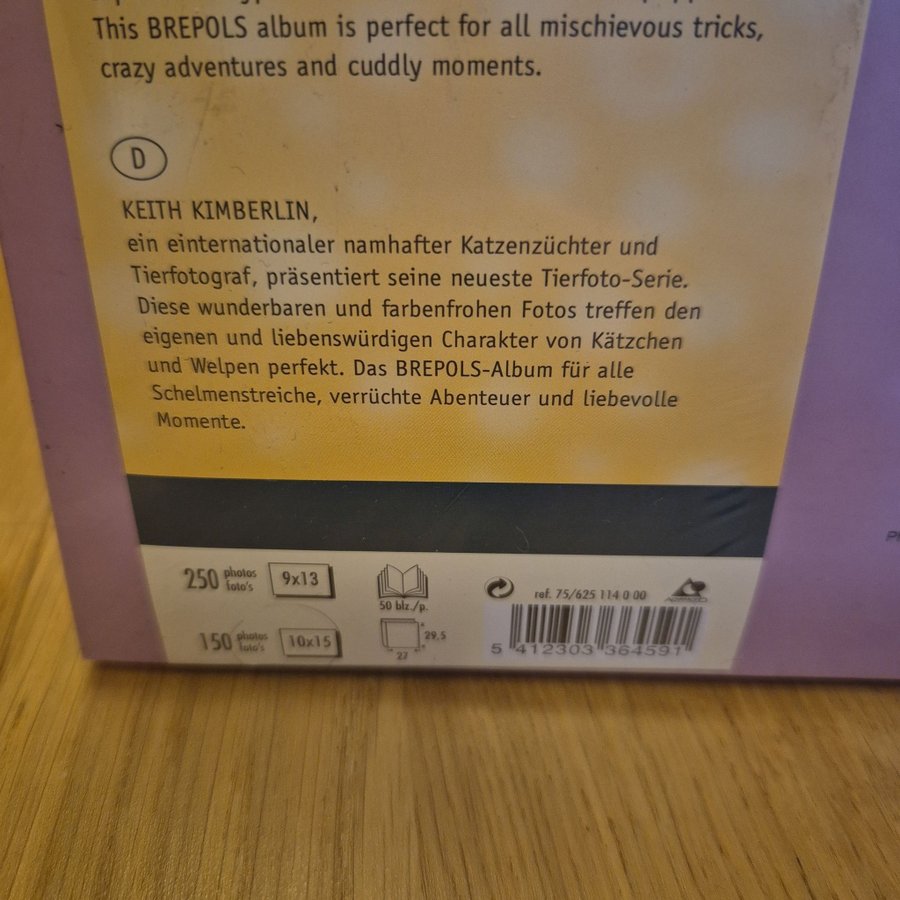 This BREPOLS album is perfect for all mischievous tricks,
crazy adventures and cuddly moments.
D
KEITH KIMBERLIN,
ein einternationaler namhafter Katzenzüchter und
Tierfotograf, präsentiert seine neueste Tierfoto-Serie.
Diese wunderbaren und farbenfrohen Fotos treffen den
eigenen und liebenswürdigen Charakter von Kätzchen
und Welpen perfekt. Das BREPOLS-Album für alle
Schelmenstreiche, verrüchte Abenteuer und liebevolle
Momente.
250 photos foto's 9x13
50 blz./p.
ref. 75/625 114 0 00
150 photos foto's 10x15
29.5
27
5 412303 364591